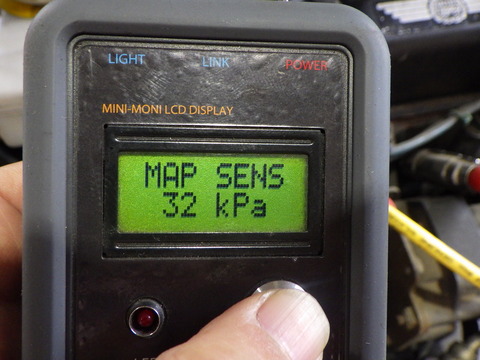 LIGHT LINK POWER
MINI-MONI LCD DISPLAY
MAP SENS
32 kPa